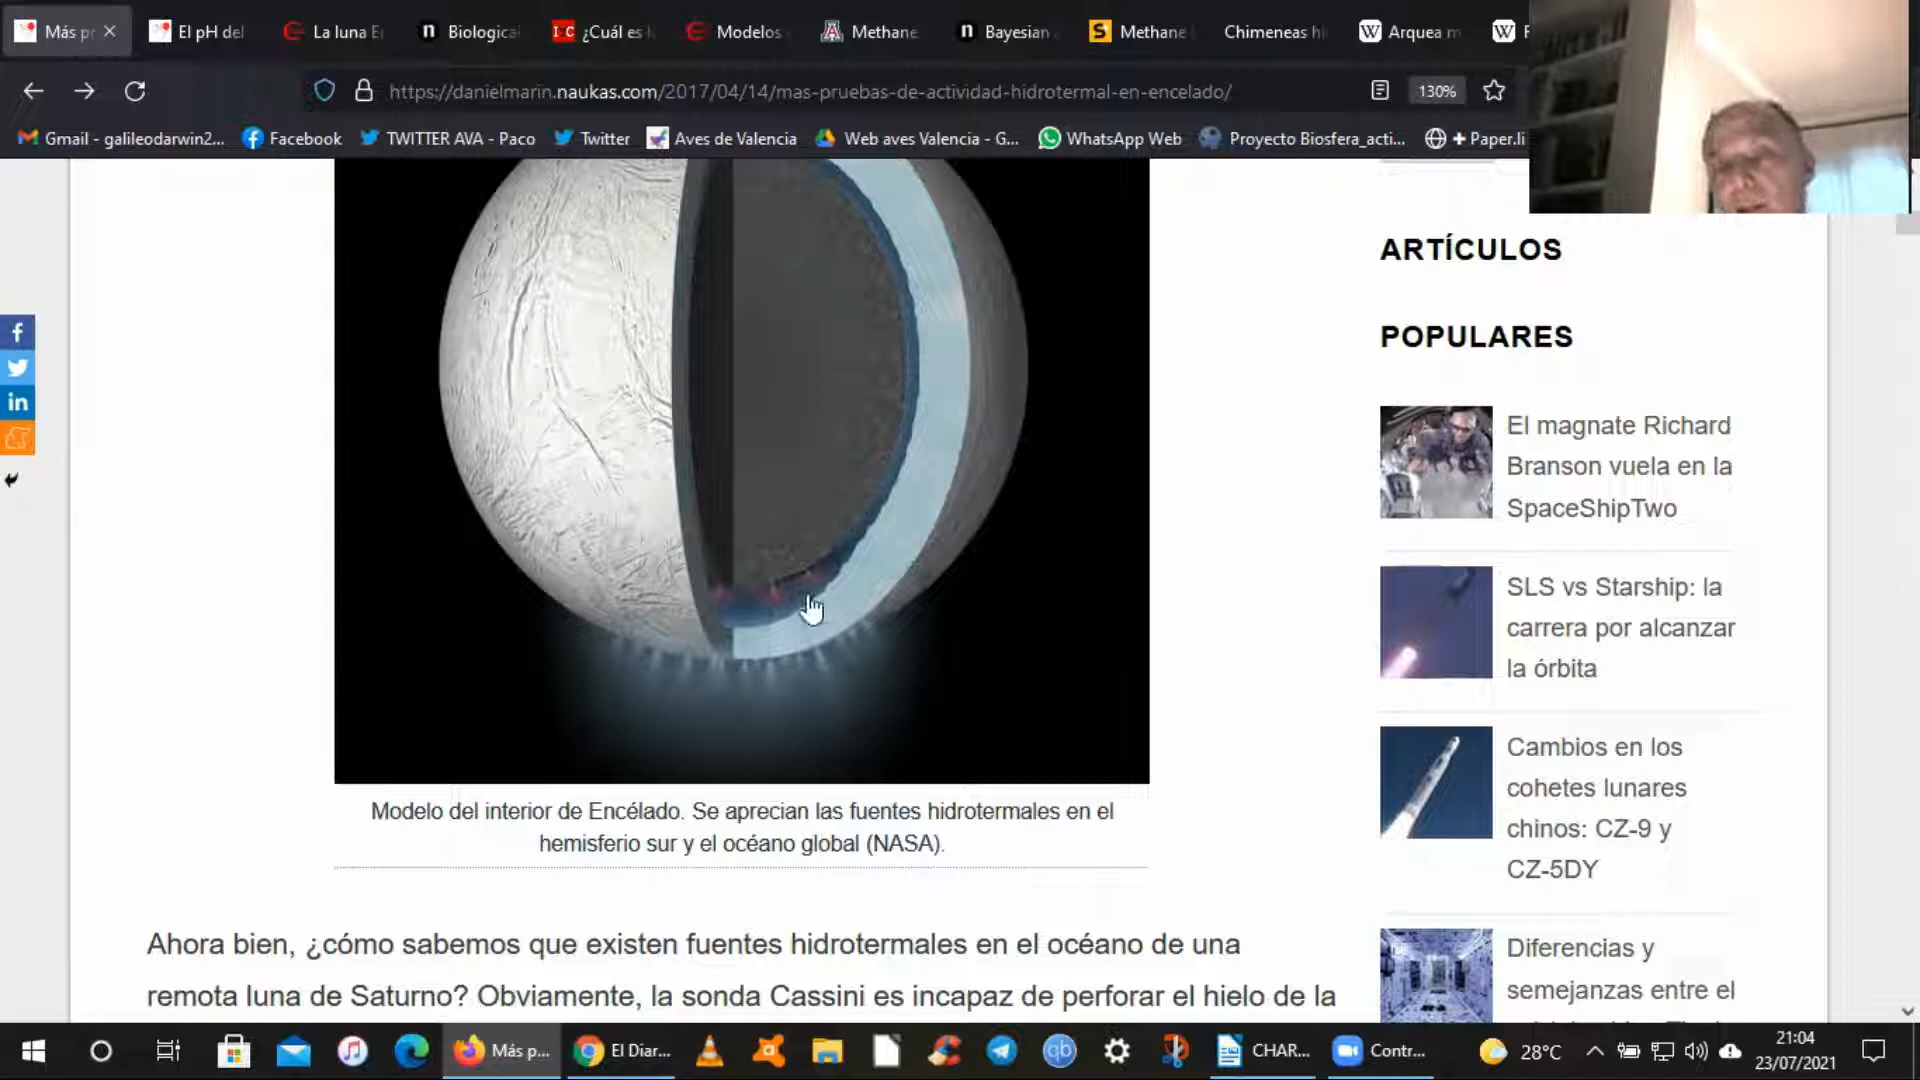 Más p
El pH del
La luna E
Biologica
I:C
¿Cuál es l
Modelos
Methane
Bayesian
Methane
Chimeneas h
Arquea m
https://danielmarin.naukas.com/2017/04/14/mas-pruebas-de-actividad-hidrotermal-en-encelado/
130%
Gmail - galileodarwin2...
Facebook
TWITTER AVA - Paco
Twitter
Aves de Valencia
Web aves Valencia - G...
WhatsApp Web
Proyecto Biosfera_acti...
+ Paper.li
ARTÍCULOS
POPULARES
El magnate Richard
Branson vuela en la
SpaceShipTwo
SLS vs Starship: la
carrera por alcanzar
la órbita
Cambios en los
cohetes lunares
chinos: CZ-9 y
CZ-5DY
Diferencias y
semejanzas entre el
Modelo del interior de Encélado. Se aprecian las fuentes hidrotermales en el
hemisferio sur y el océano global (NASA).
Ahora bien, ¿cómo sabemos que existen fuentes hidrotermales en el océano de una
remota luna de Saturno? Obviamente, la sonda Cassini es incapaz de perforar el hielo de la
Más p...
El Diar...
qb
CHAR...
Contr...
28°C
21:04
23/07/2021